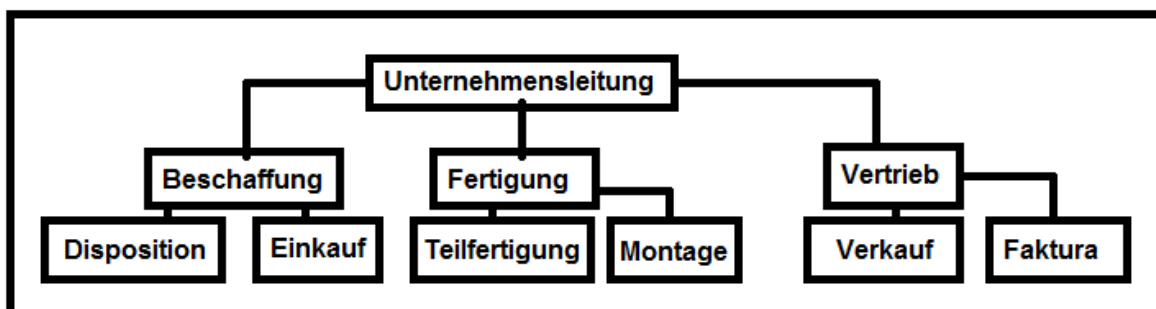 Unternehmensleitung
Beschaffung
Fertigung
Vertrieb
Disposition
Einkauf
Teilfertigung
Montage
Verkauf
Faktura